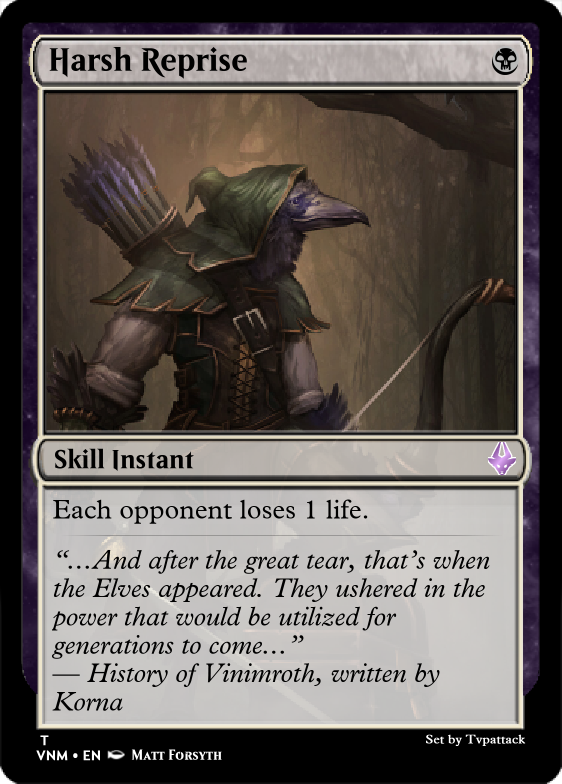 Harsh Reprise
Skill Instant
Each opponent loses 1 life.
“…And after the great tear, that’s when
the Elves appeared. They ushered in the
power that would be utilized for
generations to come…”
— History of Vinimroth, written by
Korna
T
VNM • EN Matt Forsyth
Set by Tvpattack